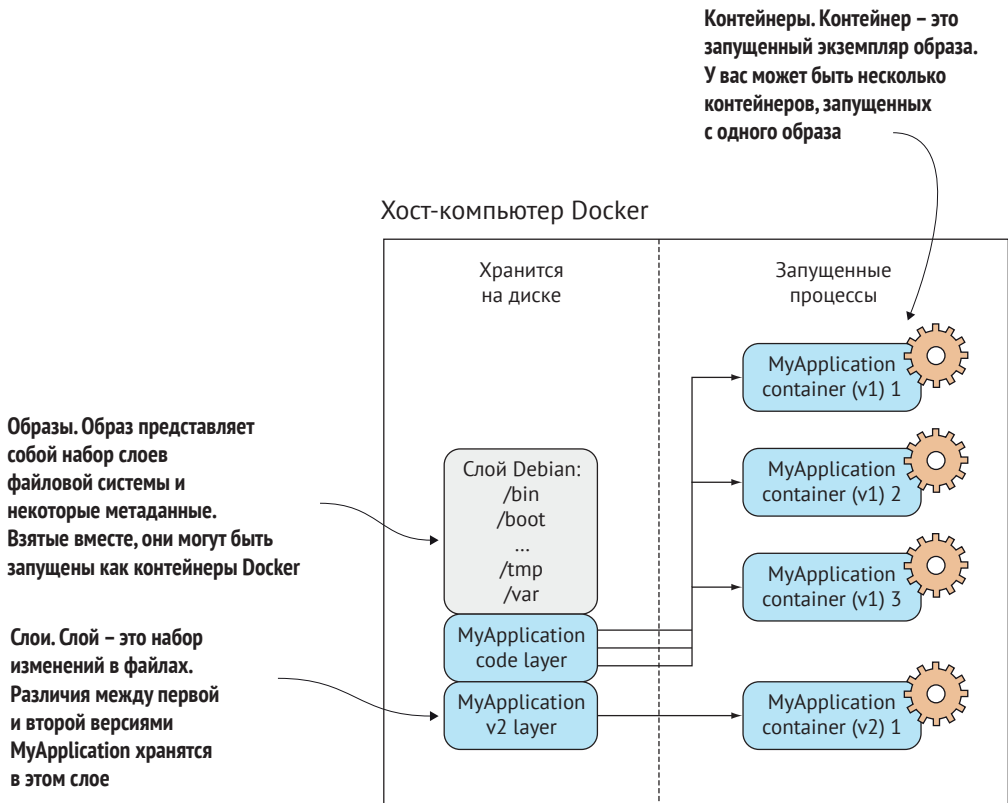 Контейнеры. Контейнер – это
запущенный экземпляр образа.
У вас может быть несколько
контейнеров, запущенных
с одного образа
Хост-компьютер Docker
Хранится
на диске
Запущенные
процессы
MyApplication
container (v1) 1
Образы. Образ представляет
собой набор слоев
файловой системы и
некоторые метаданные.
Взятые вместе, они могут быть
запущены как контейнеры Docker
Слой Debian:
/bin
/boot
...
/tmp
/var
MyApplication
container (v1) 2
MyApplication
container (v1) 3
Слои. Слой – это набор
изменений в файлах.
Различия между первой
и второй версиями
MyApplication хранятся
в этом слое
MyApplication
code layer
MyApplication
v2 layer
MyApplication
container (v2) 1